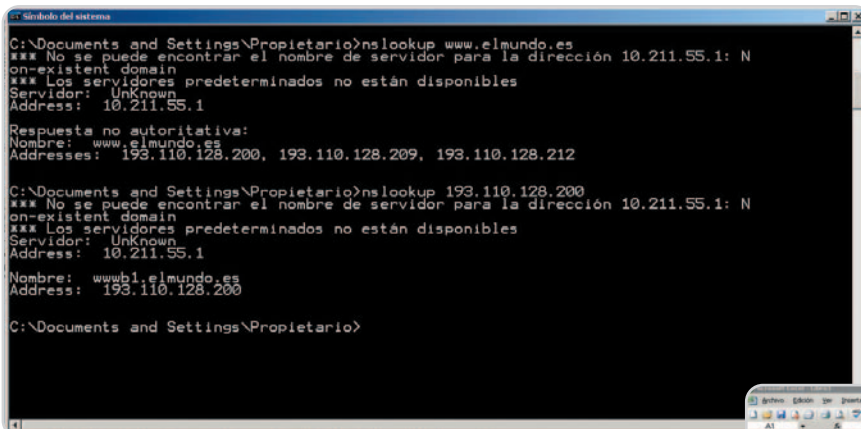 Símbolo del sistema
C:\Documents and Settings\Propietario>nslookup www.elmundo.es
*** No se puede encontrar el nombre de servidor para la dirección 10.211.55.1: N
on-existent domain
*** Los servidores predeterminados no están disponibles
Servidor:  UnKnown
Address:  10.211.55.1
Respuesta no autoritativa:
Nombre:  www.elmundo.es
Addresses:  193.110.128.200, 193.110.128.209, 193.110.128.212
C:\Documents and Settings\Propietario>nslookup 193.110.128.200
*** No se puede encontrar el nombre de servidor para la dirección 10.211.55.1: N
on-existent domain
*** Los servidores predeterminados no están disponibles
Servidor:  UnKnown
Address:  10.211.55.1
Nombre:  wwwb1.elmundo.es
Address:  193.110.128.200
C:\Documents and Settings\Propietario>
Archivo Edición Ver
A1